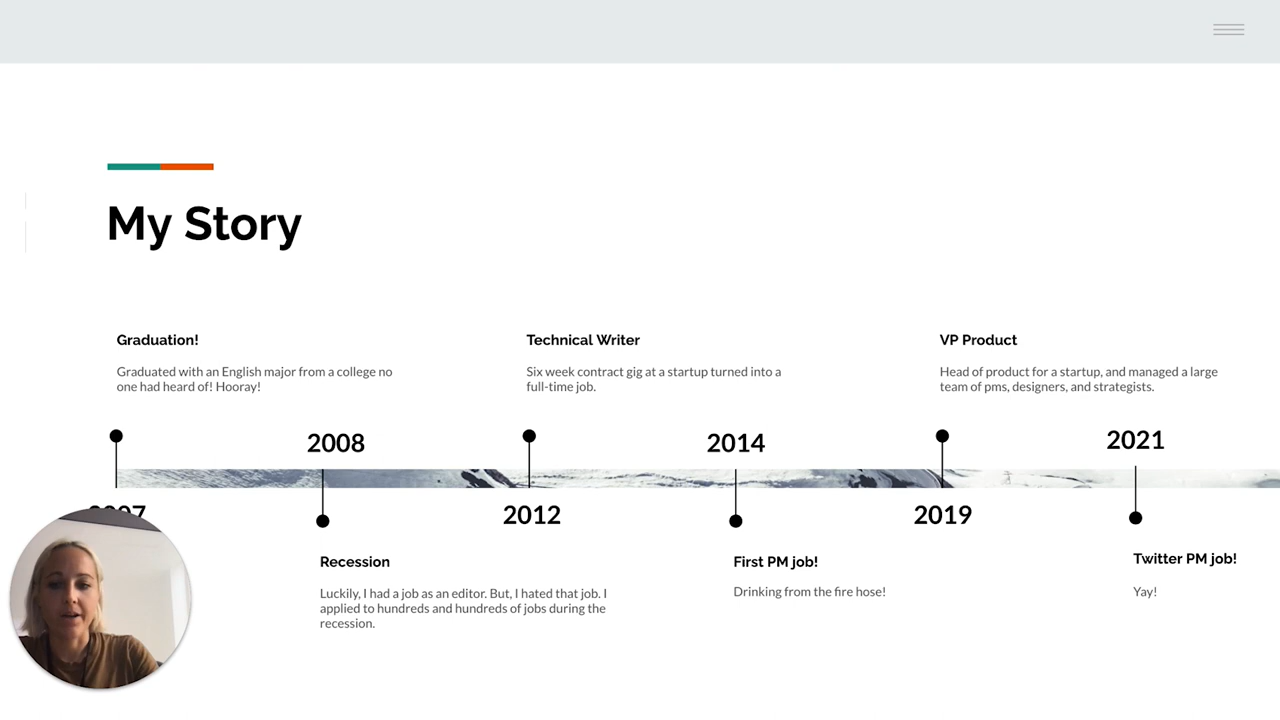 My Story
Graduation!
Graduated with an English major from a college no
one had heard of! Hooray!
Technical Writer
Six week contract gig at a startup turned into a
full-time job.
VP Product
Head of product for a startup, and managed a large
team of pms, designers, and strategists.
2008
2014
2021
2007
2012
2019
Recession
Luckily, I had a job as an editor. But, I hated that job. I
applied to hundreds and hundreds of jobs during the
recession.
First PM job!
Drinking from the fire hose!
Twitter PM job!
Yay!